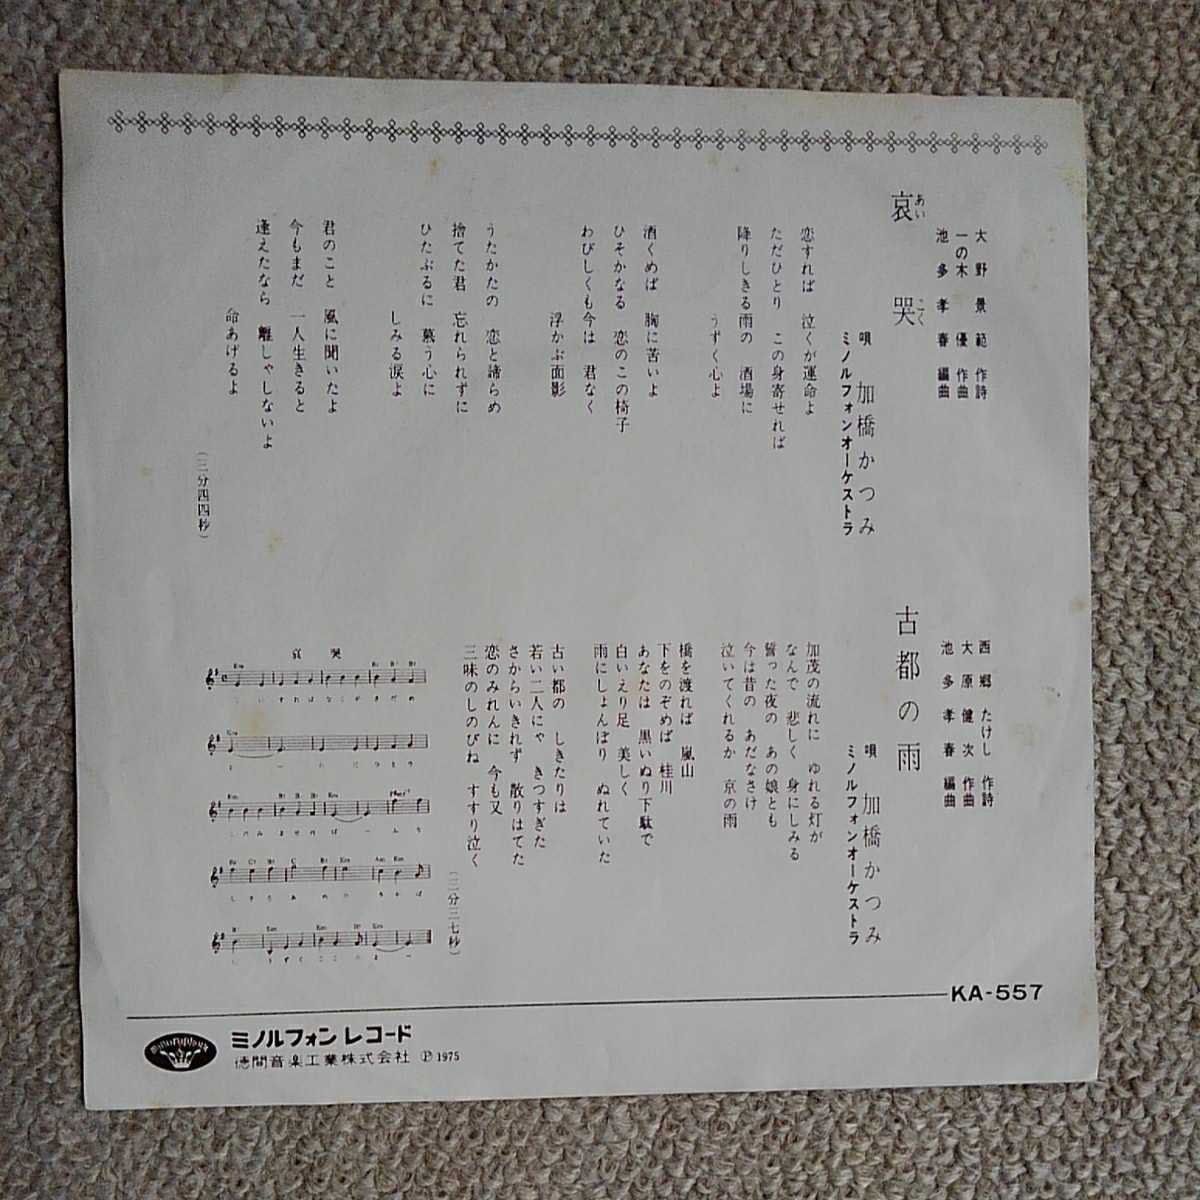 大野景範 作詩
一の木 優 作曲
池多孝春 編曲
哀哭
あい こく
唄 加橋かつみ
ミノルフォンオーケストラ
恋すれば 泣くが運命よ
ただひとり この身寄せれば
降りしきる雨の 酒場に
うずく心よ
酒くめば 胸に苦いよ
ひそかなる 恋のこの椅子
わびしくも今は 君なく
浮かぶ面影
うたかたの 恋と諦らめ
捨てた君 忘れられずに
ひたぶるに 慕う心に
しみる涙よ
君のこと 風に聞いたよ
今もまだ 一人生きると
逢えたなら 離しゃしないよ
命あげるよ
(三分四四秒)
西郷たけし 作詩
大原健次 作曲
池多孝春 編曲
古都の雨
唄 加橋かつみ
ミノルフォンオーケストラ
加茂の流れに ゆれる灯が
なんで 悲しく 身にしみる
誓った夜の あの娘とも
今は昔の あだなさけ
泣いてくれるか 京の雨
橋を渡れば 嵐山
下をのぞめば 桂川
あなたは 黒いぬり下駄で
白いえり足 美しく
雨にしょんぼり ぬれていた
古い都の しきたりは
若い二人にゃ きつすぎた
さからいきれず 散りはてた
恋のみれんに 今も又
三味のしのびね すすり泣く
(三分三七秒)
哀哭
KA-557
minoruphone
ミノルフォンレコード
徳間音楽工業株式会社 Ⓟ1975